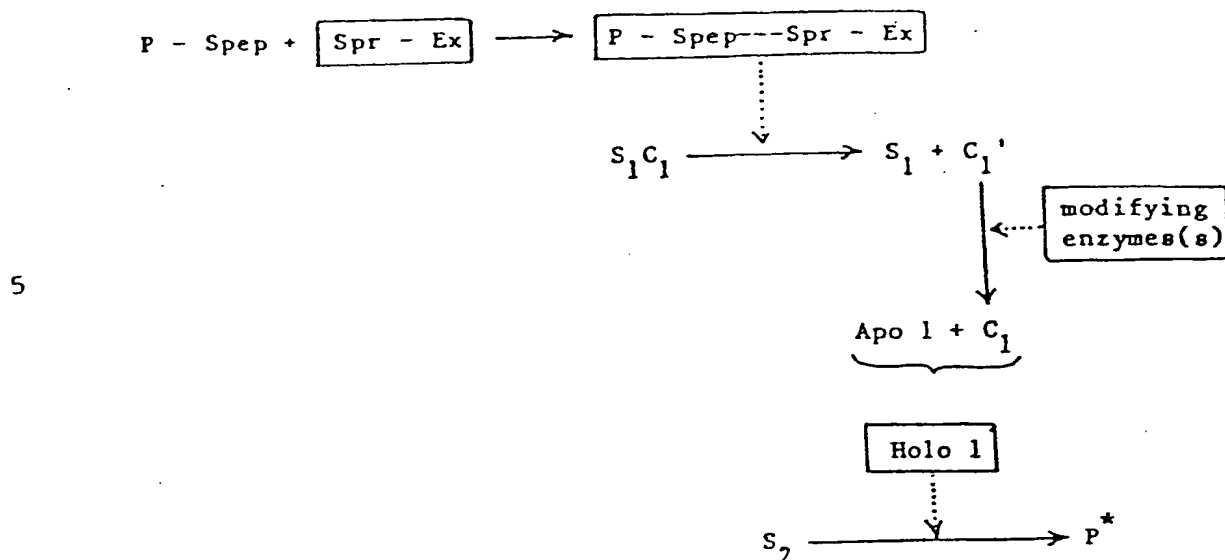 P - Spep + Spr - Ex P - Spep---Spr - Ex
S1C1 S1 + C1'
modifying
enzymes(s)
5
Apo 1 + C1
Holo 1
S2 P*